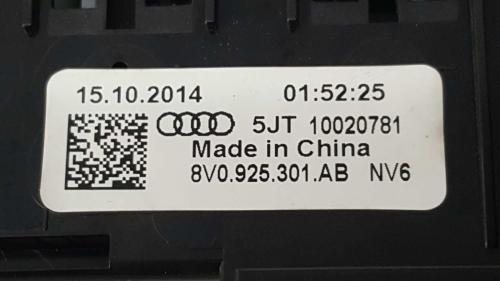 15.10.2014 01:52:25
5JT 10020781
Made in China
8V0.925.301.AB NV6